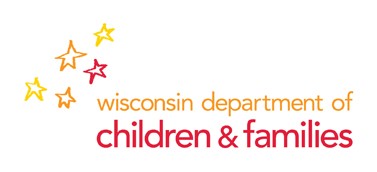 wisconsin department of
children & families